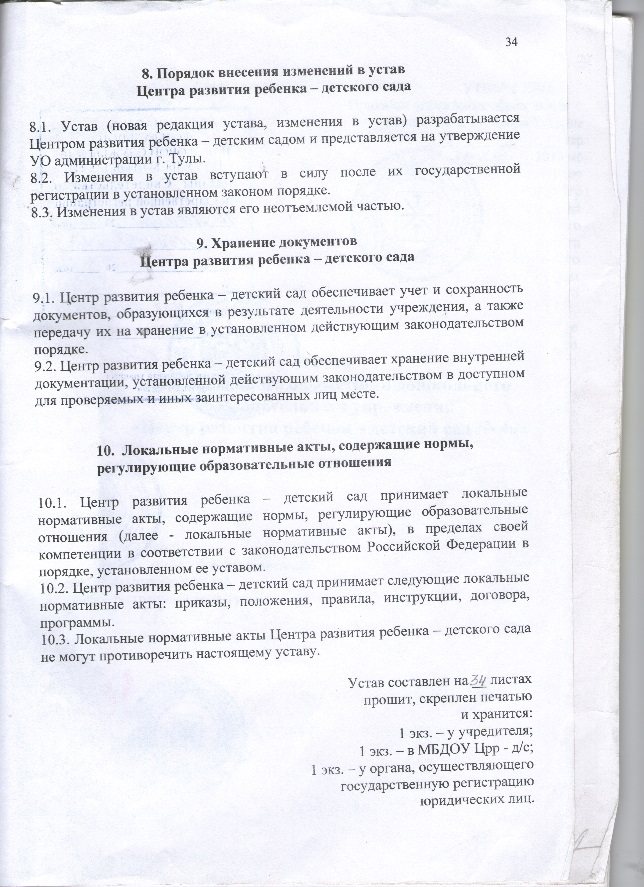 34
8. Порядок внесения изменений в устав
Центра развития ребенка – детского сада
8.1. Устав (новая редакция устава, изменения в устав) разрабатывается
Центром развития ребенка – детским садом и представляется на утверждение
УО администрации г. Тулы.
8.2. Изменения в устав вступают в силу после их государственной
регистрации в установленном законом порядке.
8.3. Изменения в устав являются его неотъемлемой частью.
9. Хранение документов
Центра развития ребенка – детского сада
9.1. Центр развития ребенка – детский сад обеспечивает учет и сохранность
документов, образующихся в результате деятельности учреждения, а также
передачу их на хранение в установленном действующим законодательством
порядке.
9.2. Центр развития ребенка – детский сад обеспечивает хранение внутренней
документации, установленной действующим законодательством в доступном
для проверяемых и иных заинтересованных лиц месте.
10. Локальные нормативные акты, содержащие нормы,
регулирующие образовательные отношения
10.1. Центр развития ребенка – детский сад принимает локальные
нормативные акты, содержащие нормы, регулирующие образовательные
отношения (далее - локальные нормативные акты), в пределах своей
компетенции в соответствии с законодательством Российской Федерации в
порядке, установленном ее уставом.
10.2. Центр развития ребенка – детский сад принимает следующие локальные
нормативные акты: приказы, положения, правила, инструкции, договора,
программы.
10.3. Локальные нормативные акты Центра развития ребенка – детского сада
не могут противоречить настоящему уставу.
Устав составлен на 34 листах
прошит, скреплен печатью
и хранится:
1 экз. – у учредителя;
1 экз. – в МБДОУ Црр - д/с;
1 экз. – у органа, осуществляющего
государственную регистрацию
юридических лиц.